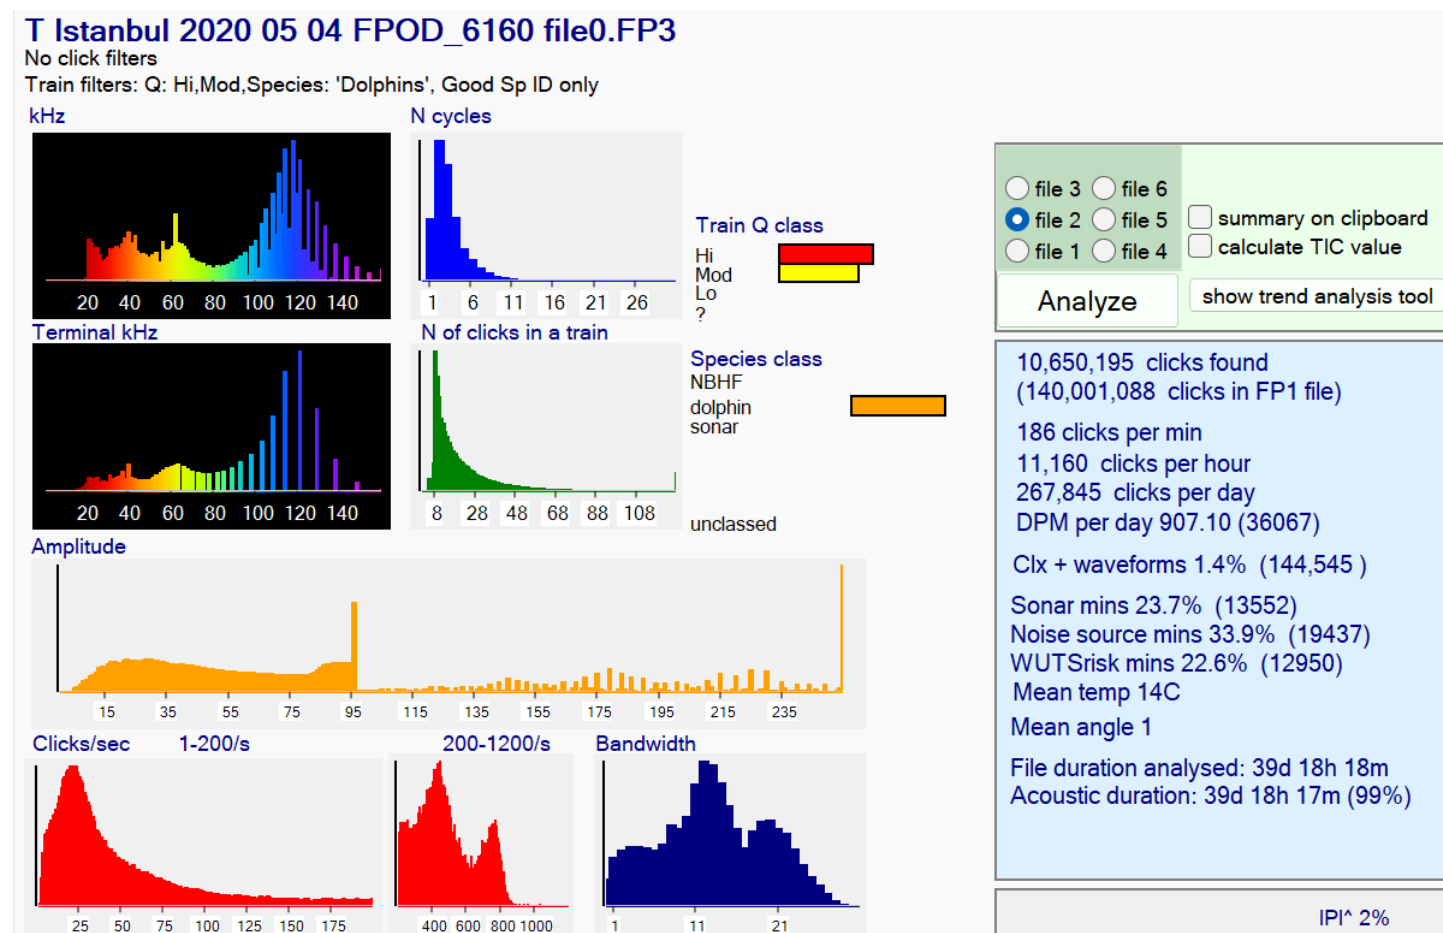 T Istanbul 2020 05 04 FPOD_6160 file0.FP3
No click filters
Train filters: Q: Hi,Mod,Species: 'Dolphins', Good Sp ID only
kHz
20 40 60 80 100 120 140
N cycles
1 6 11 16 21 26
Train Q class
Hi
Mod
Lo
?
Terminal kHz
20 40 60 80 100 120 140
N of clicks in a train
8 28 48 68 88 108
Species class
NBHF
dolphin
sonar
unclassed
Amplitude
15 35 55 75 95 115 135 155 175 195 215 235
Clicks/sec 1-200/s
25 50 75 100 125 150 175
200-1200/s
400 600 800 1000
Bandwidth
1 11 21
file 3 file 6
file 2 file 5
file 1 file 4
summary on clipboard
calculate TIC value
Analyze
show trend analysis tool
10,650,195 clicks found
(140,001,088 clicks in FP1 file)
186 clicks per min
11,160 clicks per hour
267,845 clicks per day
DPM per day 907.10 (36067)
Clx + waveforms 1.4% (144,545 )
Sonar mins 23.7% (13552)
Noise source mins 33.9% (19437)
WUTSrisk mins 22.6% (12950)
Mean temp 14C
Mean angle 1
File duration analysed: 39d 18h 18m
Acoustic duration: 39d 18h 17m (99%)
IPI^ 2%